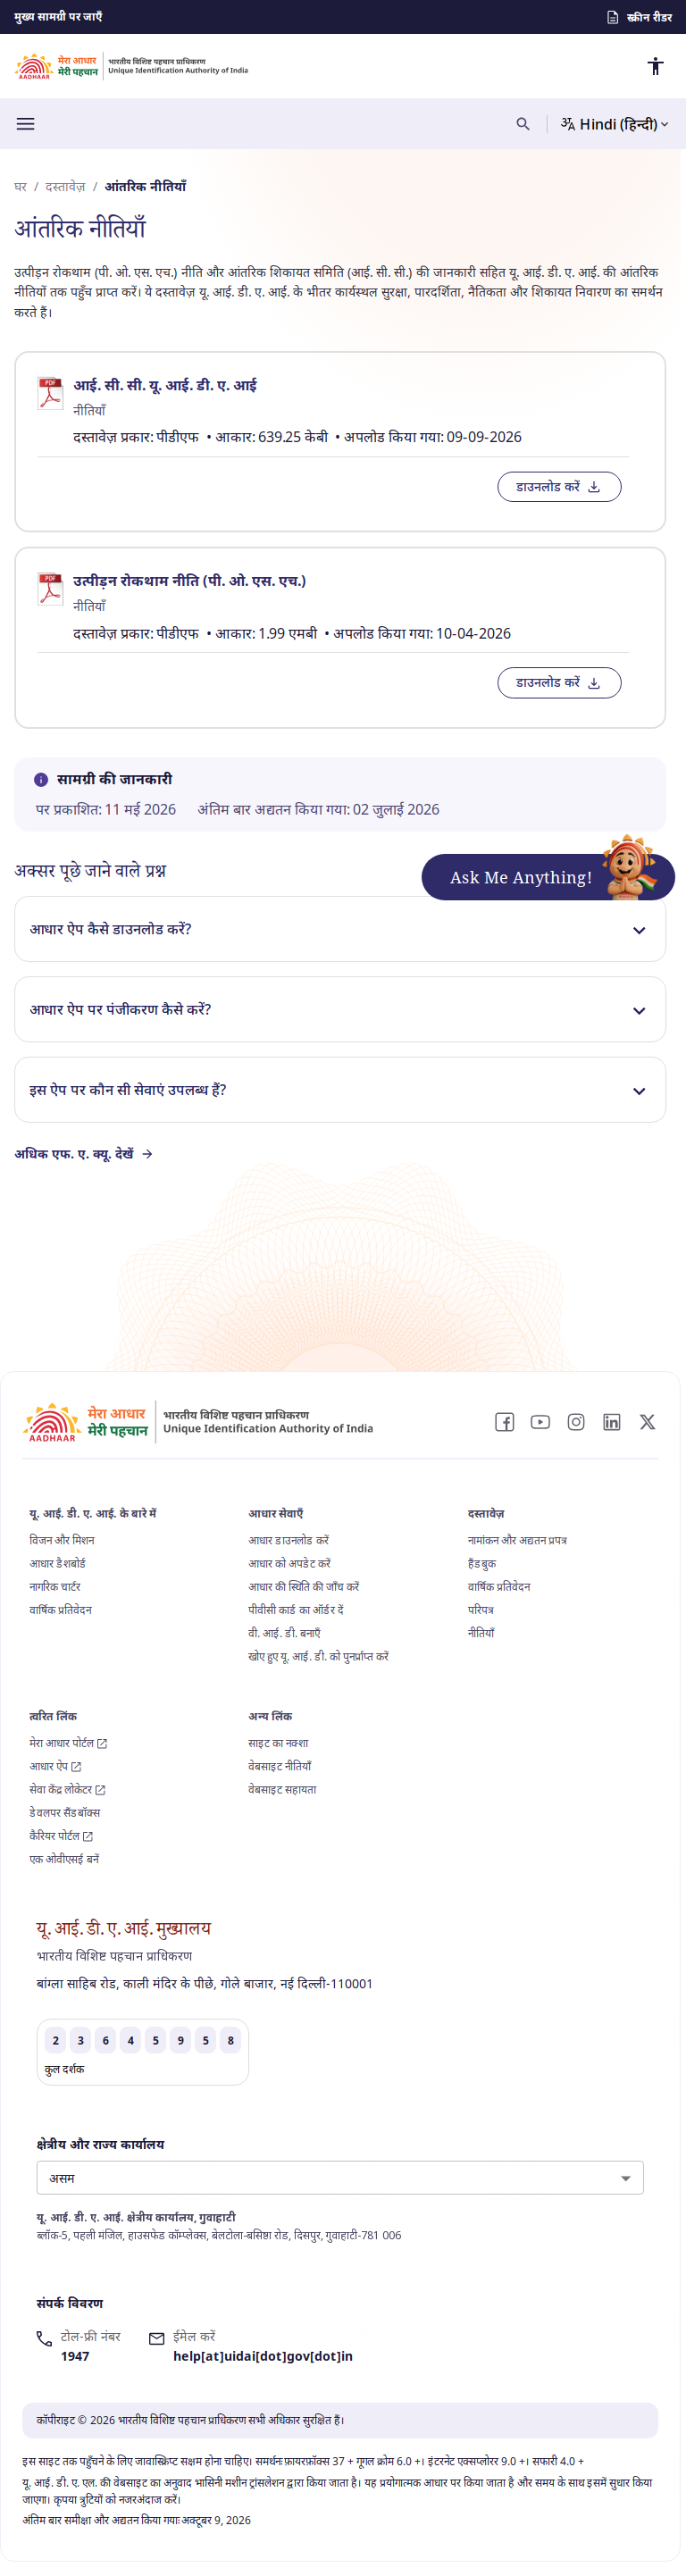 मुख्य सामग्री पर जाएँ
स्क्रीन रीडर
AADHAAR
मेरा आधार
मेरी पहचान
भारतीय विशिष्ट पहचान प्राधिकरण
Unique Identification Authority of India
Hindi (हिन्दी)
घर / दस्तावेज़ / आंतरिक नीतियाँ
आंतरिक नीतियाँ
उत्पीड़न रोकथाम (पी. ओ. एस. एच.) नीति और आंतरिक शिकायत समिति (आई. सी. सी.) की जानकारी सहित यू. आई. डी. ए. आई. की आंतरिक
नीतियों तक पहुँच प्राप्त करें। ये दस्तावेज़ यू. आई. डी. ए. आई. के भीतर कार्यस्थल सुरक्षा, पारदर्शिता, नैतिकता और शिकायत निवारण का समर्थन
करते हैं।
PDF
आई. सी. सी. यू. आई. डी. ए. आई
नीतियाँ
दस्तावेज़ प्रकार: पीडीएफ • आकार: 639.25 केबी • अपलोड किया गया: 09-09-2026
डाउनलोड करें
PDF
उत्पीड़न रोकथाम नीति (पी. ओ. एस. एच.)
नीतियाँ
दस्तावेज़ प्रकार: पीडीएफ • आकार: 1.99 एमबी • अपलोड किया गया: 10-04-2026
डाउनलोड करें
सामग्री की जानकारी
पर प्रकाशित: 11 मई 2026 अंतिम बार अद्यतन किया गया: 02 जुलाई 2026
अक्सर पूछे जाने वाले प्रश्न
Ask Me Anything!
आधार ऐप कैसे डाउनलोड करें?
आधार ऐप पर पंजीकरण कैसे करें?
इस ऐप पर कौन सी सेवाएं उपलब्ध हैं?
अधिक एफ. ए. क्यू. देखें
AADHAAR
मेरा आधार
मेरी पहचान
भारतीय विशिष्ट पहचान प्राधिकरण
Unique Identification Authority of India
यू. आई. डी. ए. आई. के बारे में
विजन और मिशन
आधार डैशबोर्ड
नागरिक चार्टर
वार्षिक प्रतिवेदन
आधार सेवाएँ
आधार डाउनलोड करें
आधार को अपडेट करें
आधार की स्थिति की जाँच करें
पीवीसी कार्ड का ऑर्डर दें
वी. आई. डी. बनाएँ
खोए हुए यू. आई. डी. को पुनर्प्राप्त करें
दस्तावेज़
नामांकन और अद्यतन प्रपत्र
हैंडबुक
वार्षिक प्रतिवेदन
परिपत्र
नीतियाँ
त्वरित लिंक
मेरा आधार पोर्टल
आधार ऐप
सेवा केंद्र लोकेटर
डेवलपर सैंडबॉक्स
कैरियर पोर्टल
एक ओवीएसई बनें
अन्य लिंक
साइट का नक्शा
वेबसाइट नीतियाँ
वेबसाइट सहायता
यू. आई. डी. ए. आई. मुख्यालय
भारतीय विशिष्ट पहचान प्राधिकरण
बांग्ला साहिब रोड, काली मंदिर के पीछे, गोले बाजार, नई दिल्ली-110001
2 3 6 4 5 9 5 8
कुल दर्शक
क्षेत्रीय और राज्य कार्यालय
असम
यू. आई. डी. ए. आई. क्षेत्रीय कार्यालय, गुवाहाटी
ब्लॉक-5, पहली मंजिल, हाउसफेड कॉम्प्लेक्स, बेलटोला-बसिष्ठा रोड, दिसपुर, गुवाहाटी-781 006
संपर्क विवरण
टोल-फ्री नंबर
1947
ईमेल करें
help[at]uidai[dot]gov[dot]in
कॉपीराइट © 2026 भारतीय विशिष्ट पहचान प्राधिकरण सभी अधिकार सुरक्षित हैं।
इस साइट तक पहुँचने के लिए जावास्क्रिप्ट सक्षम होना चाहिए। समर्थनः फ़ायरफ़ॉक्स 37 + गूगल क्रोम 6.0 +। इंटरनेट एक्सप्लोरर 9.0 +। सफारी 4.0 +
यू. आई. डी. ए. एल. की वेबसाइट का अनुवाद भासिनी मशीन ट्रांसलेशन द्वारा किया जाता है। यह प्रयोगात्मक आधार पर किया जाता है और समय के साथ इसमें सुधार किया
जाएगा। कृपया त्रुटियों को नजरअंदाज करें।
अंतिम बार समीक्षा और अद्यतन किया गयाः अक्टूबर 9, 2026